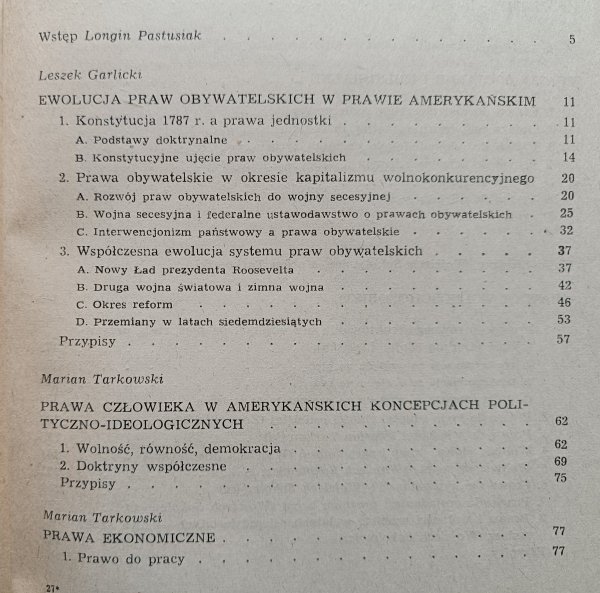 Wstęp Longin Pastusiak . . . . . . . . . . . . 5
Leszek Garlicki
EWOLUCJA PRAW OBYWATELSKICH W PRAWIE AMERYKAŃSKIM 11
1. Konstytucja 1787 r. a prawa jednostki . . . . . . . 11
A. Podstawy doktrynalne . . . . . . . . . . . 11
B. Konstytucyjne ujęcie praw obywatelskich . . . . . . 14
2. Prawa obywatelskie w okresie kapitalizmu wolnokonkurencyjnego 20
A. Rozwój praw obywatelskich do wojny secesyjnej . . . . 20
B. Wojna secesyjna i federalne ustawodawstwo o prawach obywatelskich . 25
C. Interwencjonizm państwowy a prawa obywatelskie . . . . 32
3. Współczesna ewolucja systemu praw obywatelskich . . . . . 37
A. Nowy Ład prezydenta Roosevelta . . . . . . . . 37
B. Druga wojna światowa i zimna wojna . . . . . . . 42
C. Okres reform . . . . . . . . . . . . 46
D. Przemiany w latach siedemdziesiątych . . . . . . . 53
Przypisy . . . . . . . . . . . . . . 57
Marian Tarkowski
PRAWA CZŁOWIEKA W AMERYKAŃSKICH KONCEPCJACH POLI-
TYCZNO-IDEOLOGICZNYCH . . . . . . . . . . 62
1. Wolność, równość, demokracja . . . . . . . . . 62
2. Doktryny współczesne . . . . . . . . . . . 69
Przypisy . . . . . . . . . . . . . . 75
Marian Tarkowski
PRAWA EKONOMICZNE . . . . . . . . . . . 77
1. Prawo do pracy . . . . . . . . . . . . 77
27*